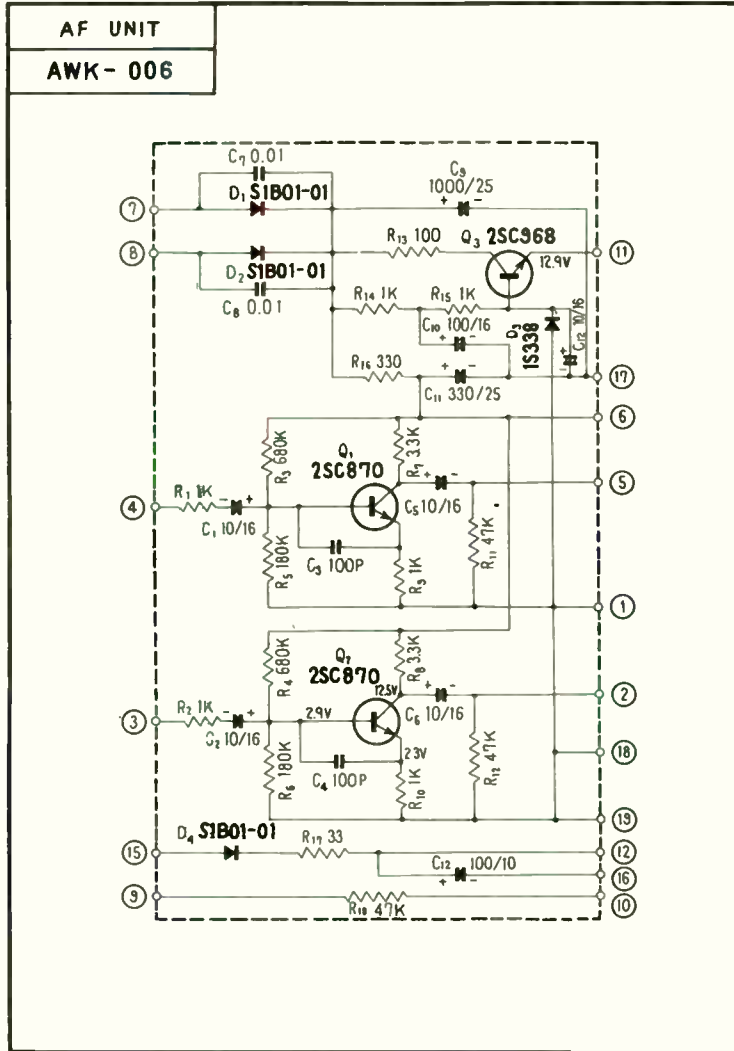 AF UNIT
AWK-006
C7 0.01
D1 S1B01-01
C9
1000/25
7
8
D2 S1B01-01
C8 0.01
R13 100
Q3 2SC968
12.9V
11
R14 1K
R15 1K
C10 100/16
D3
1S338
C12 10/16
R16 330
C11 330/25
17
6
R3 680K
Q1
2SC870
R7 3.3K
5
4
R1 1K
C1 10/16
C5 10/16
R5 180K
C3 100P
R9 1K
R11 47K
1
R4 680K
2SC870
R8 3.3K
12.5V
2
3
R2 1K
C2 10/16
2.9V
C6 10/16
R6 180K
C4 100P
2.3V
R10 1K
R12 47K
18
19
D4 S1B01-01
15
R17 33
12
C12 100/10
16
9
R18 47K
10